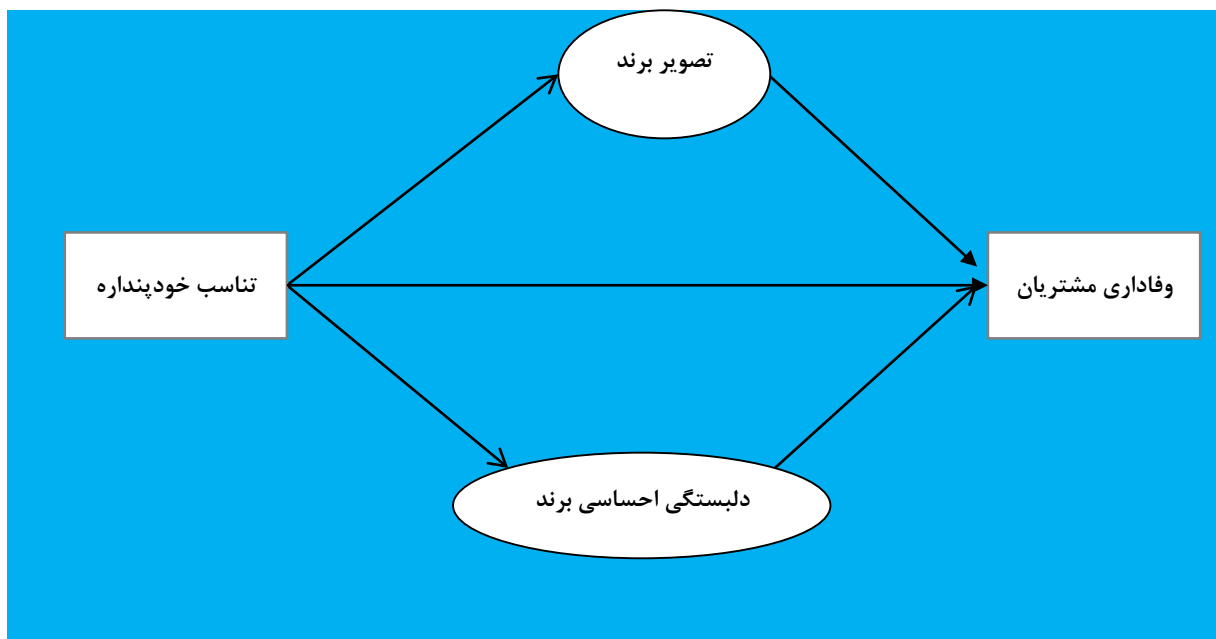 تصویر برند
تناسب خودپنداره
وفاداری مشتریان
دلبستگی احساسی برند